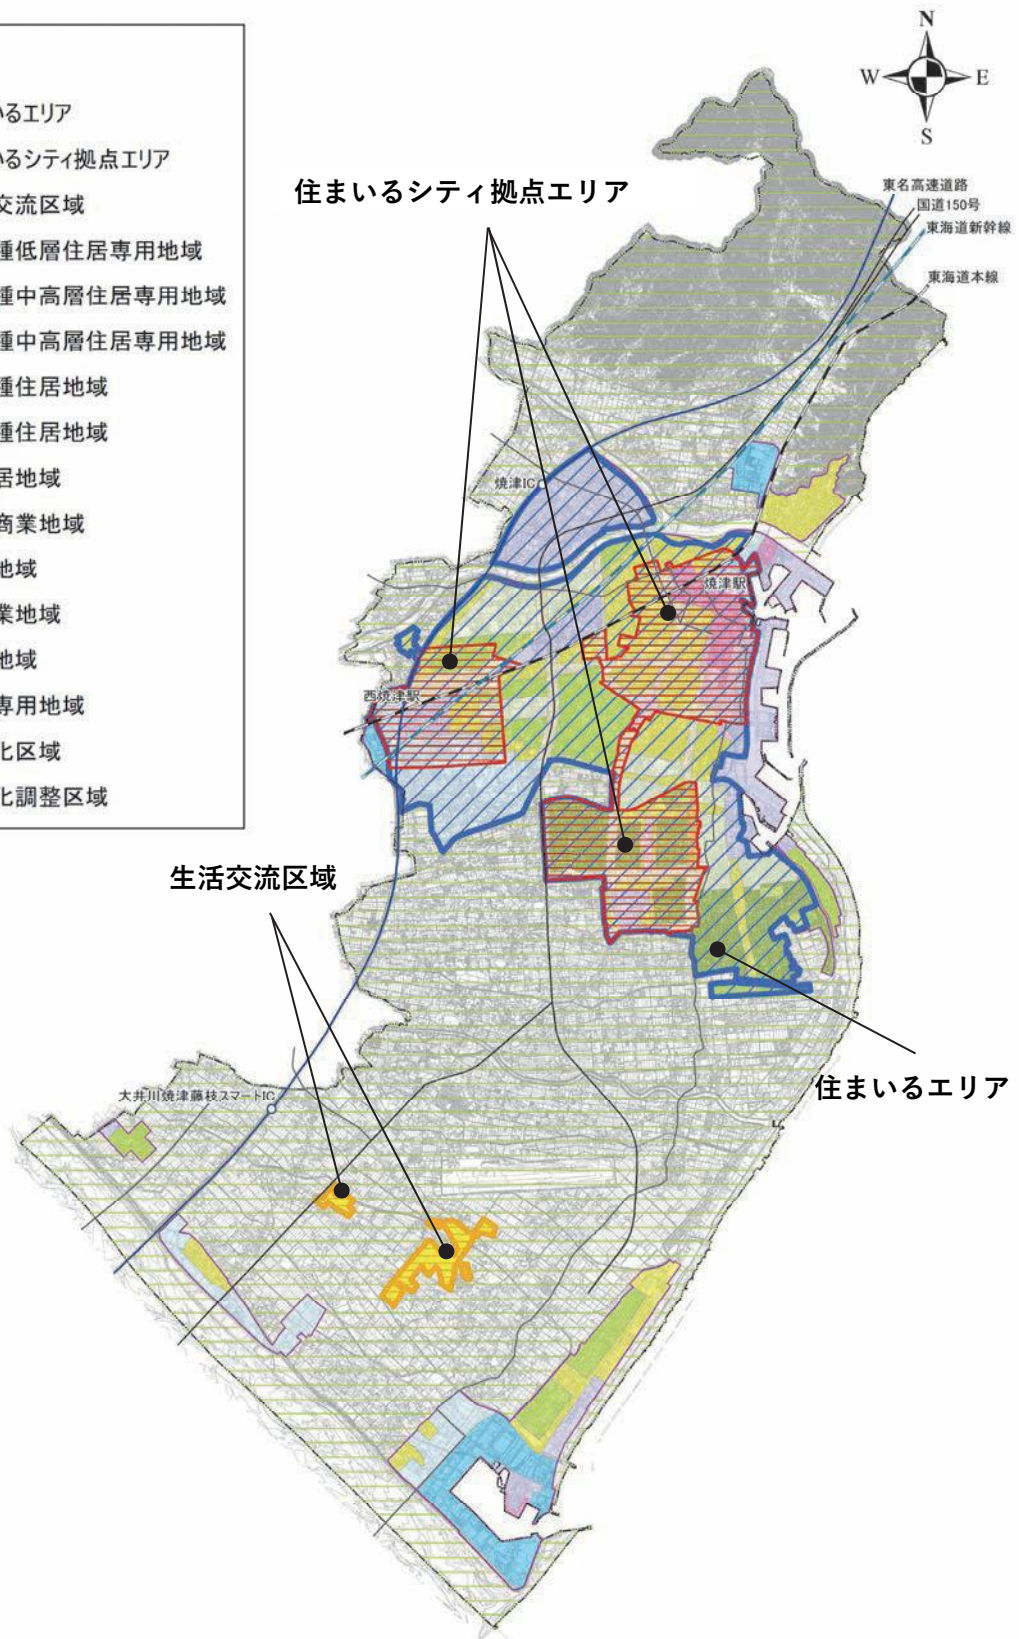 いるエリア
いるシティ拠点エリア
交流区域
種低層住居専用地域
種中高層住居専用地域
種中高層住居専用地域
種住居地域
種住居地域
居地域
商業地域
地域
業地域
地域
専用地域
化区域
化調整区域
N
W
E
S
住まいるシティ拠点エリア
東名高速道路
国道150号
東海道新幹線
東海道本線
焼津IC
焼津駅
西焼津駅
生活交流区域
住まいるエリア
大井川焼津藤枝スマートIC